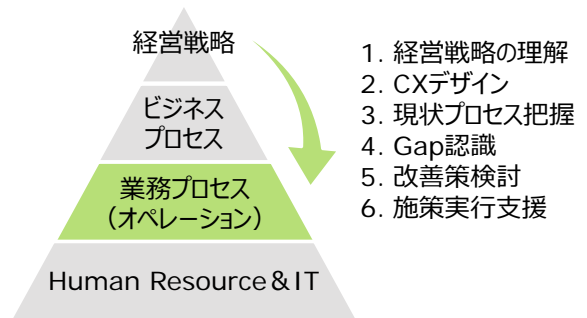 経営戦略
ビジネス
プロセス
業務プロセス
（オペレーション）
Human Resource＆IT
1. 経営戦略の理解
2. CXデザイン
3. 現状プロセス把握
4. Gap認識
5. 改善策検討
6. 施策実行支援